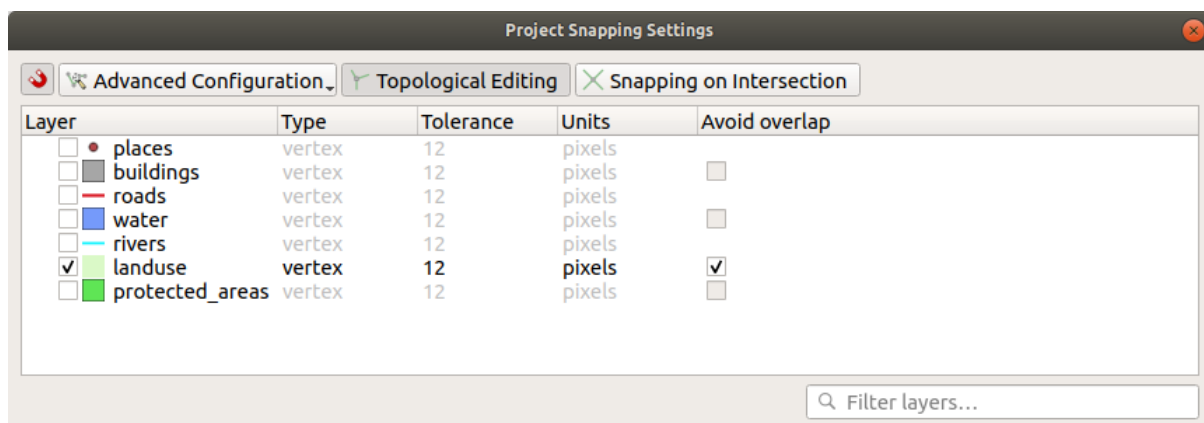 Project Snapping Settings
Advanced Configuration Topological Editing Snapping on Intersection
Layer Type Tolerance Units Avoid overlap
places vertex 12 pixels
buildings vertex 12 pixels
roads vertex 12 pixels
water vertex 12 pixels
rivers vertex 12 pixels
landuse vertex 12 pixels
protected_areas vertex 12 pixels
Filter layers...